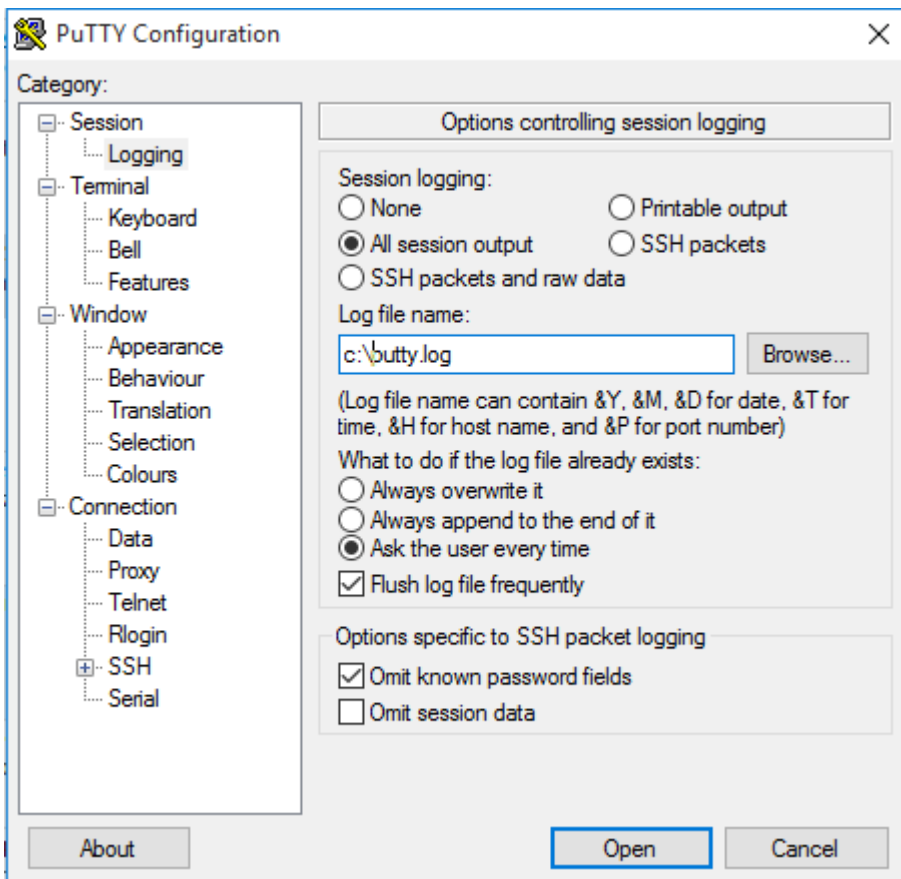 PuTTY Configuration
Category:
Session
Logging
Terminal
Keyboard
Bell
Features
Window
Appearance
Behaviour
Translation
Selection
Colours
Connection
Data
Proxy
Telnet
Rlogin
SSH
Serial
Options controlling session logging
Session logging:
None
Printable output
All session output
SSH packets
SSH packets and raw data
Log file name:
c:\putty.log
Browse...
(Log file name can contain &Y, &M, &D for date, &T for
time, &H for host name, and &P for port number)
What to do if the log file already exists:
Always overwrite it
Always append to the end of it
Ask the user every time
Flush log file frequently
Options specific to SSH packet logging
Omit known password fields
Omit session data
About
Open
Cancel